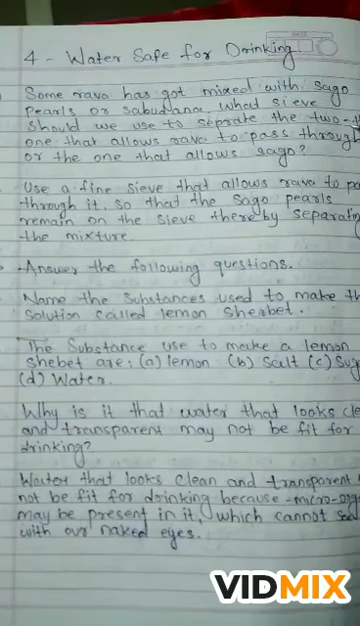 4 - Water Safe for Drinking
Some rava has got mixed with sago
pearls or sabudana. What sieve
should we use to seprate the two -
one that allows rava to pass through
or the one that allows sago?
Use a fine sieve that allows rava to
through it. so that the sago pearls
remain on the sieve there by separating
the mixture.
Answer the following questions.
Name the substances used to make
solution called lemon sherbet.
The Substance use to make a lemon
Shebet are: (a) lemon (b) salt (c)
(d) Water.
Why is it that water that looks
and transparent may not be fit for
drinking?
Water that looks clean and transparent
not be fit for drinking because micro-
may be present in it, which cannot
with our naked eyes.
VIDMIX